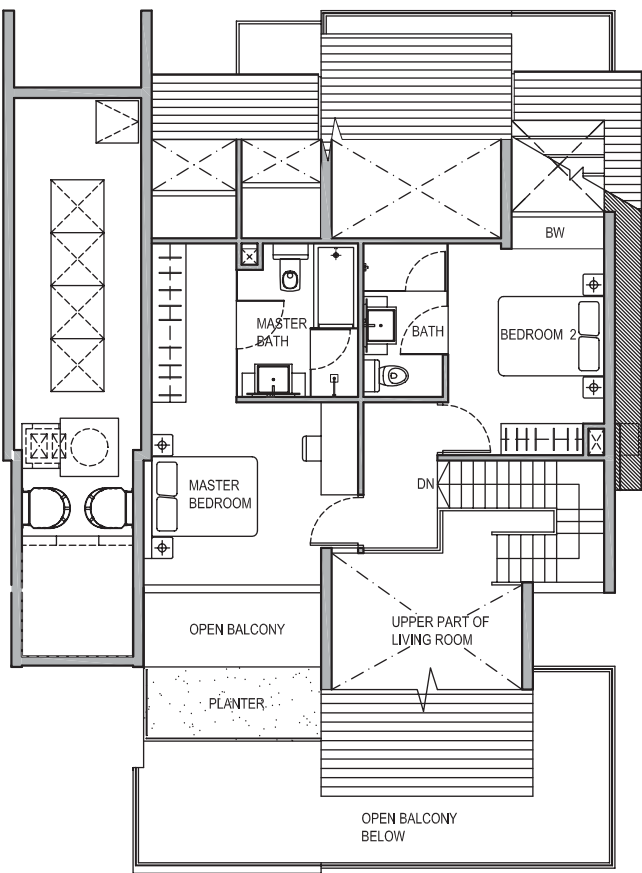 BW
MASTER
BATH
BATH
BEDROOM 2
MASTER
BEDROOM
DN
OPEN BALCONY
UPPER PART OF
LIVING ROOM
PLANTER
OPEN BALCONY
BELOW